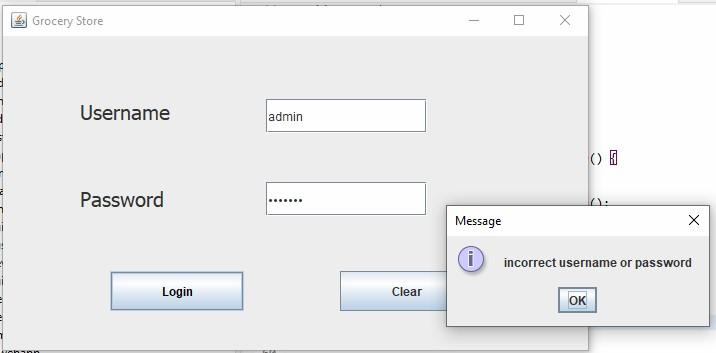 Grocery Store
Username
admin
Password
•••••••
Login
Clear
() {
();
Message
incorrect username or password
OK